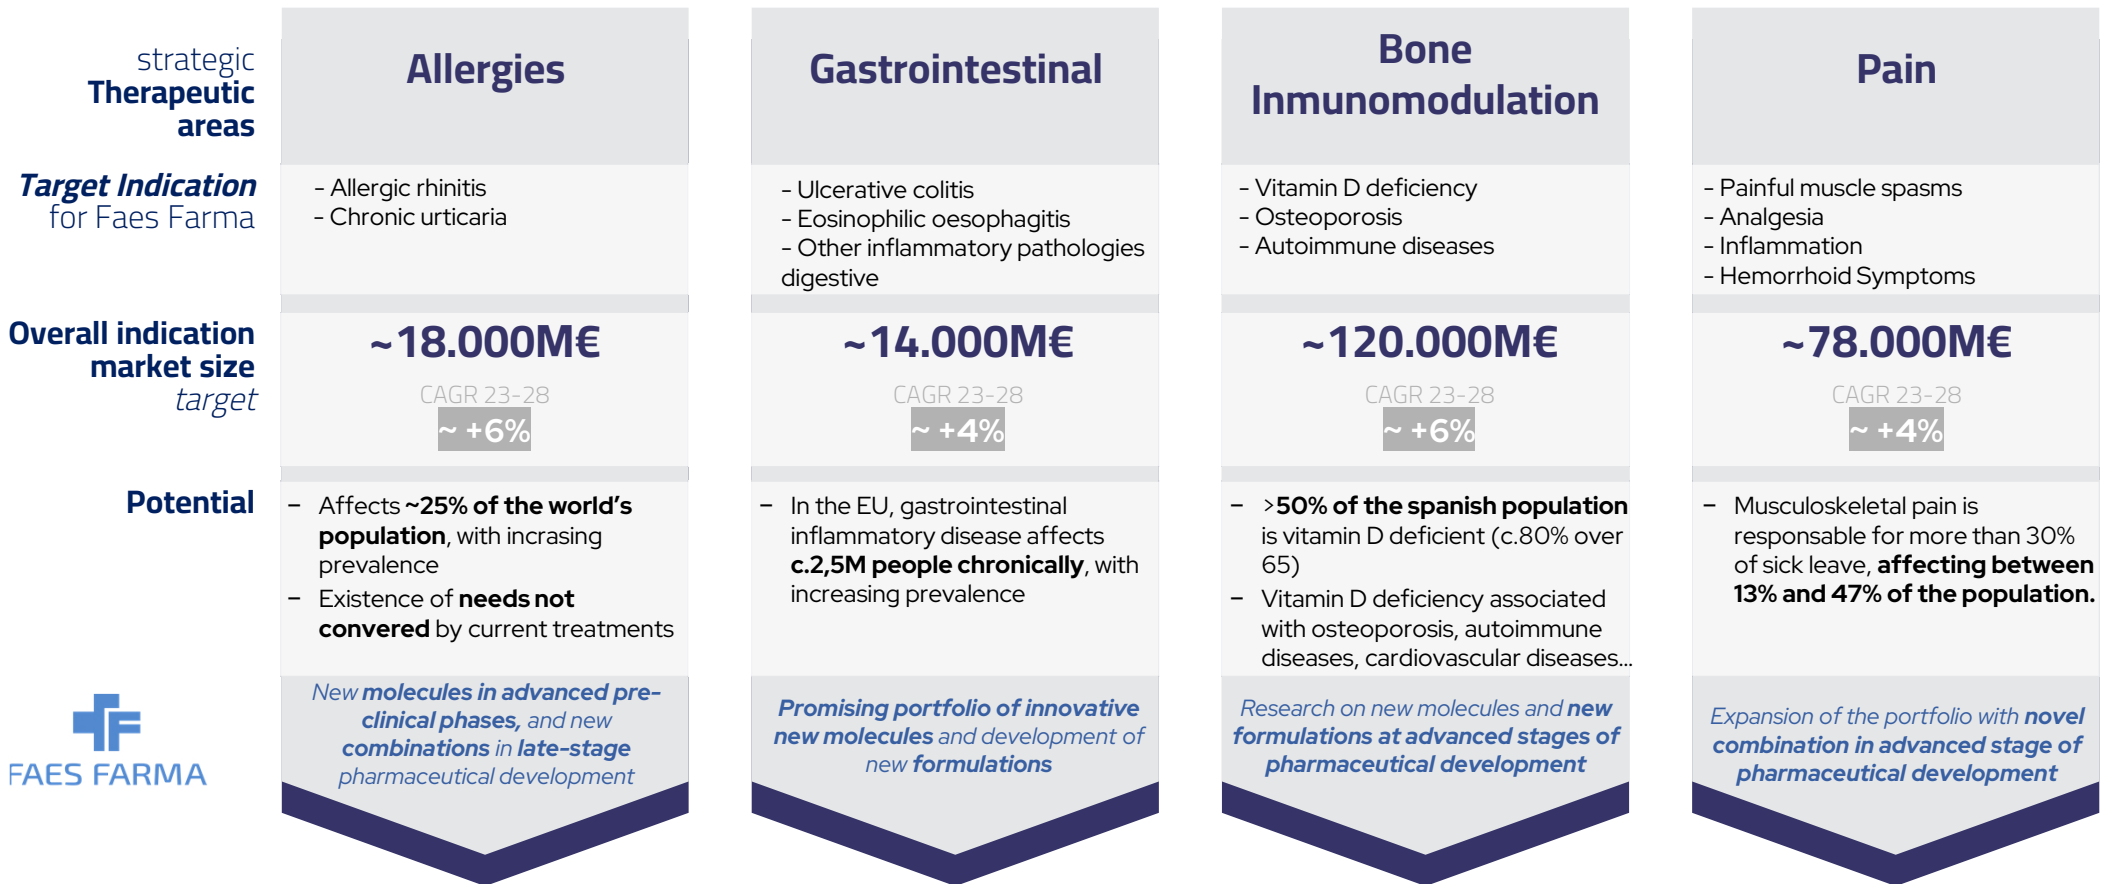 strategic
Therapeutic
areas
Allergies
Gastrointestinal
Bone
Inmunomodulation
Pain
Target Indication
for Faes Farma
- Allergic rhinitis
- Chronic urticaria
- Ulcerative colitis
- Eosinophilic oesophagitis
- Other inflammatory pathologies
digestive
- Vitamin D deficiency
- Osteoporosis
- Autoimmune diseases
- Painful muscle spasms
- Analgesia
- Inflammation
- Hemorrhoid Symptoms
Overall indication
market size
target
~18.000M€
CAGR 23-28
~ +6%
~14.000M€
CAGR 23-28
~ +4%
~120.000M€
CAGR 23-28
~ +6%
~78.000M€
CAGR 23-28
~ +4%
Potential
– Affects ~25% of the world's
population, with incrasing
prevalence
– Existence of needs not
convered by current treatments
– In the EU, gastrointestinal
inflammatory disease affects
c.2,5M people chronically, with
increasing prevalence
– >50% of the spanish population
is vitamin D deficient (c.80% over
65)
– Vitamin D deficiency associated
with osteoporosis, autoimmune
diseases, cardiovascular diseases...
– Musculoskeletal pain is
responsable for more than 30%
of sick leave, affecting between
13% and 47% of the population.
FAES FARMA
New molecules in advanced pre-
clinical phases, and new
combinations in late-stage
pharmaceutical development
Promising portfolio of innovative
new molecules and development of
new formulations
Research on new molecules and new
formulations at advanced stages of
pharmaceutical development
Expansion of the portfolio with novel
combination in advanced stage of
pharmaceutical development